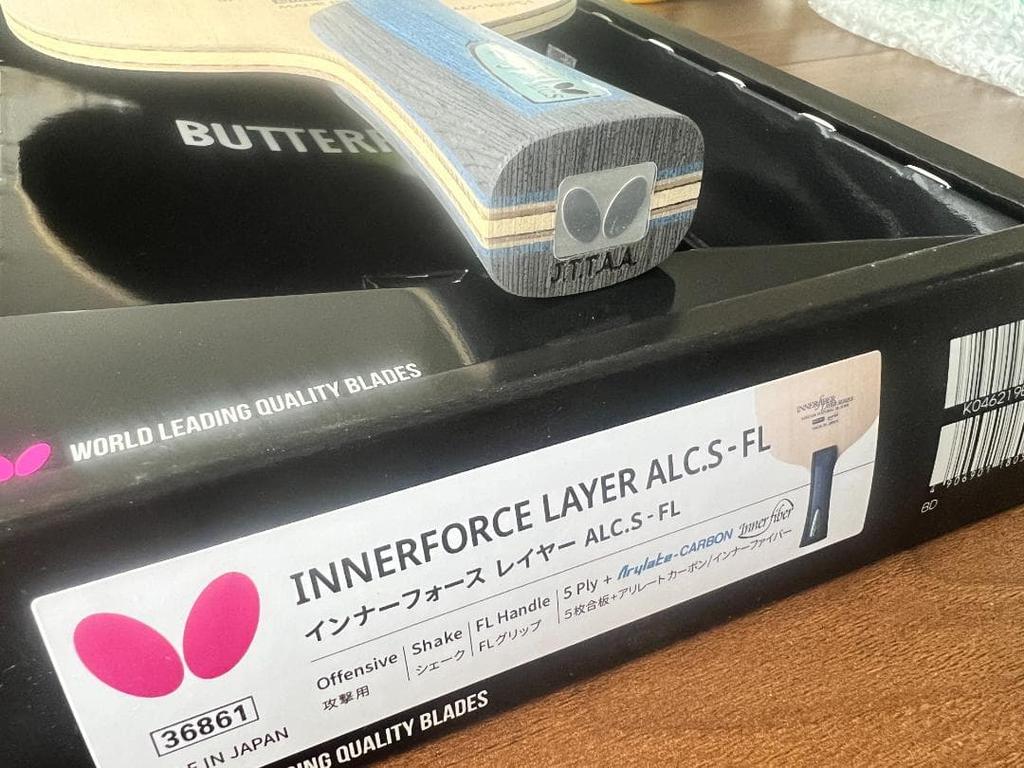 BUTTERF
J.T.T.A.A.
WORLD LEADING QUALITY BLADES
INNERFORCE LAYER ALC.S-FL
インナーフォース レイヤー ALC.S-FL
Offensive
攻撃用
Shake
シェーク
FL Handle
FLグリップ
5 Ply + Arylate-CARBON Innerfiber
5枚合板+アリレートカーボン/インナーファイバー
36861
E IN JAPAN
ING QUALITY BLADES
BD